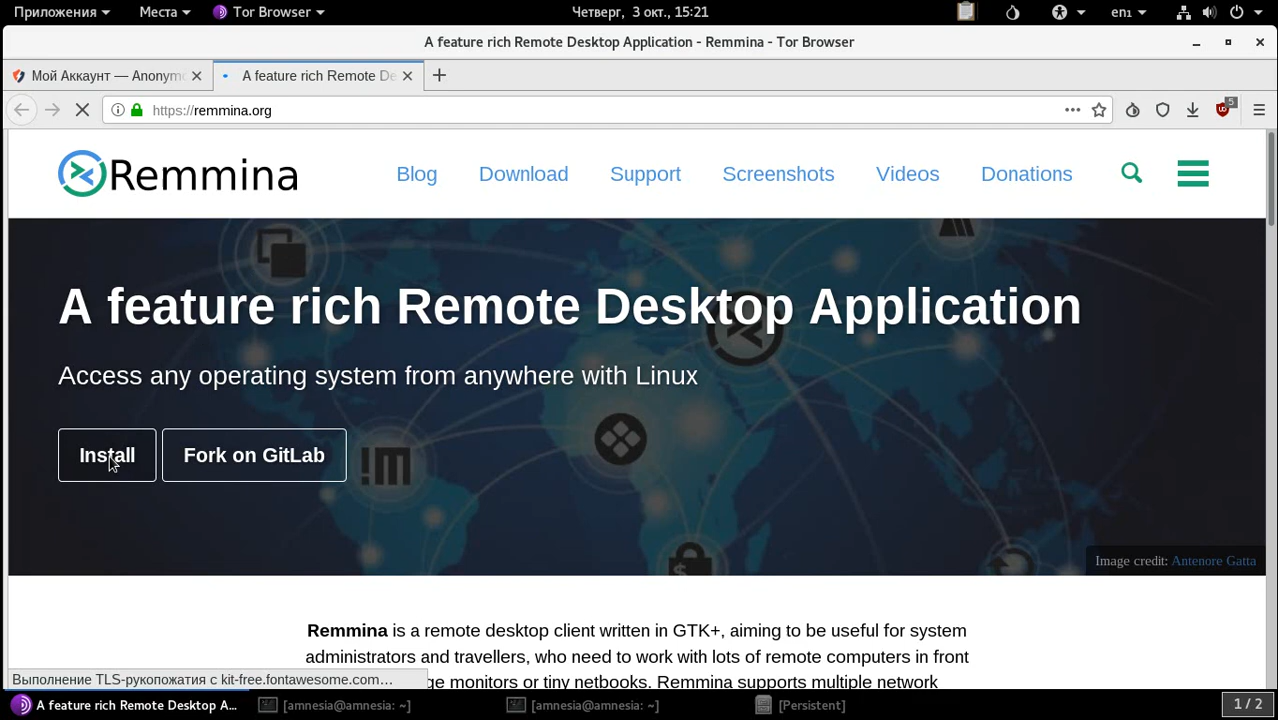 Приложения Места Tor Browser Четверг, 3 окт., 15:21 en₁
A feature rich Remote Desktop Application - Remmina - Tor Browser
Мой Аккаунт — Anonym A feature rich Remote De
https://remmina.org 5
Remmina Blog Download Support Screenshots Videos Donations
A feature rich Remote Desktop Application
Access any operating system from anywhere with Linux
Install Fork on GitLab
Image credit: Antenore Gatta
Remmina is a remote desktop client written in GTK+, aiming to be useful for system
administrators and travellers, who need to work with lots of remote computers in front
ge monitors or tiny netbooks. Remmina supports multiple network
Выполнение TLS-рукопожатия с kit-free.fontawesome.com…
A feature rich Remote Desktop A... [amnesia@amnesia: ~] [amnesia@amnesia: ~] [Persistent] 1 / 2